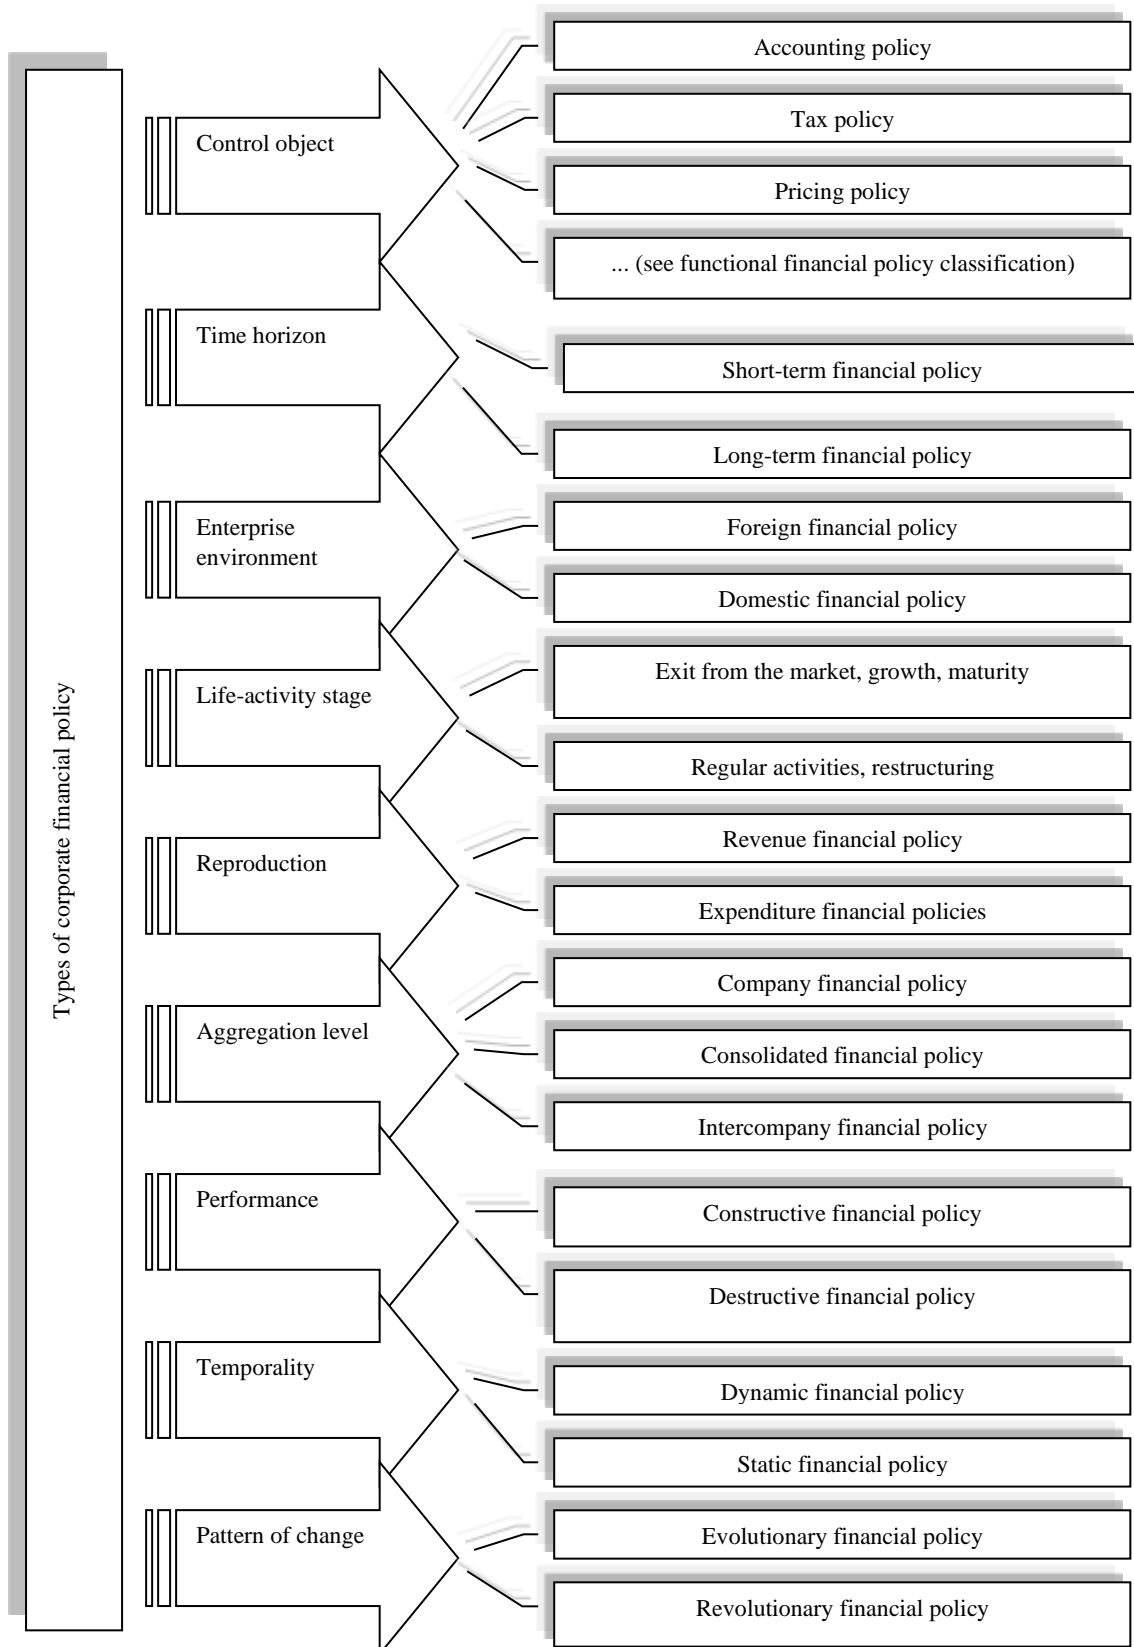 Types of corporate financial policy
Control object
Accounting policy
Tax policy
Pricing policy
... (see functional financial policy classification)
Time horizon
Short-term financial policy
Long-term financial policy
Enterprise
environment
Foreign financial policy
Domestic financial policy
Life-activity stage
Exit from the market, growth, maturity
Regular activities, restructuring
Reproduction
Revenue financial policy
Expenditure financial policies
Aggregation level
Company financial policy
Consolidated financial policy
Intercompany financial policy
Performance
Constructive financial policy
Destructive financial policy
Temporality
Dynamic financial policy
Static financial policy
Pattern of change
Evolutionary financial policy
Revolutionary financial policy